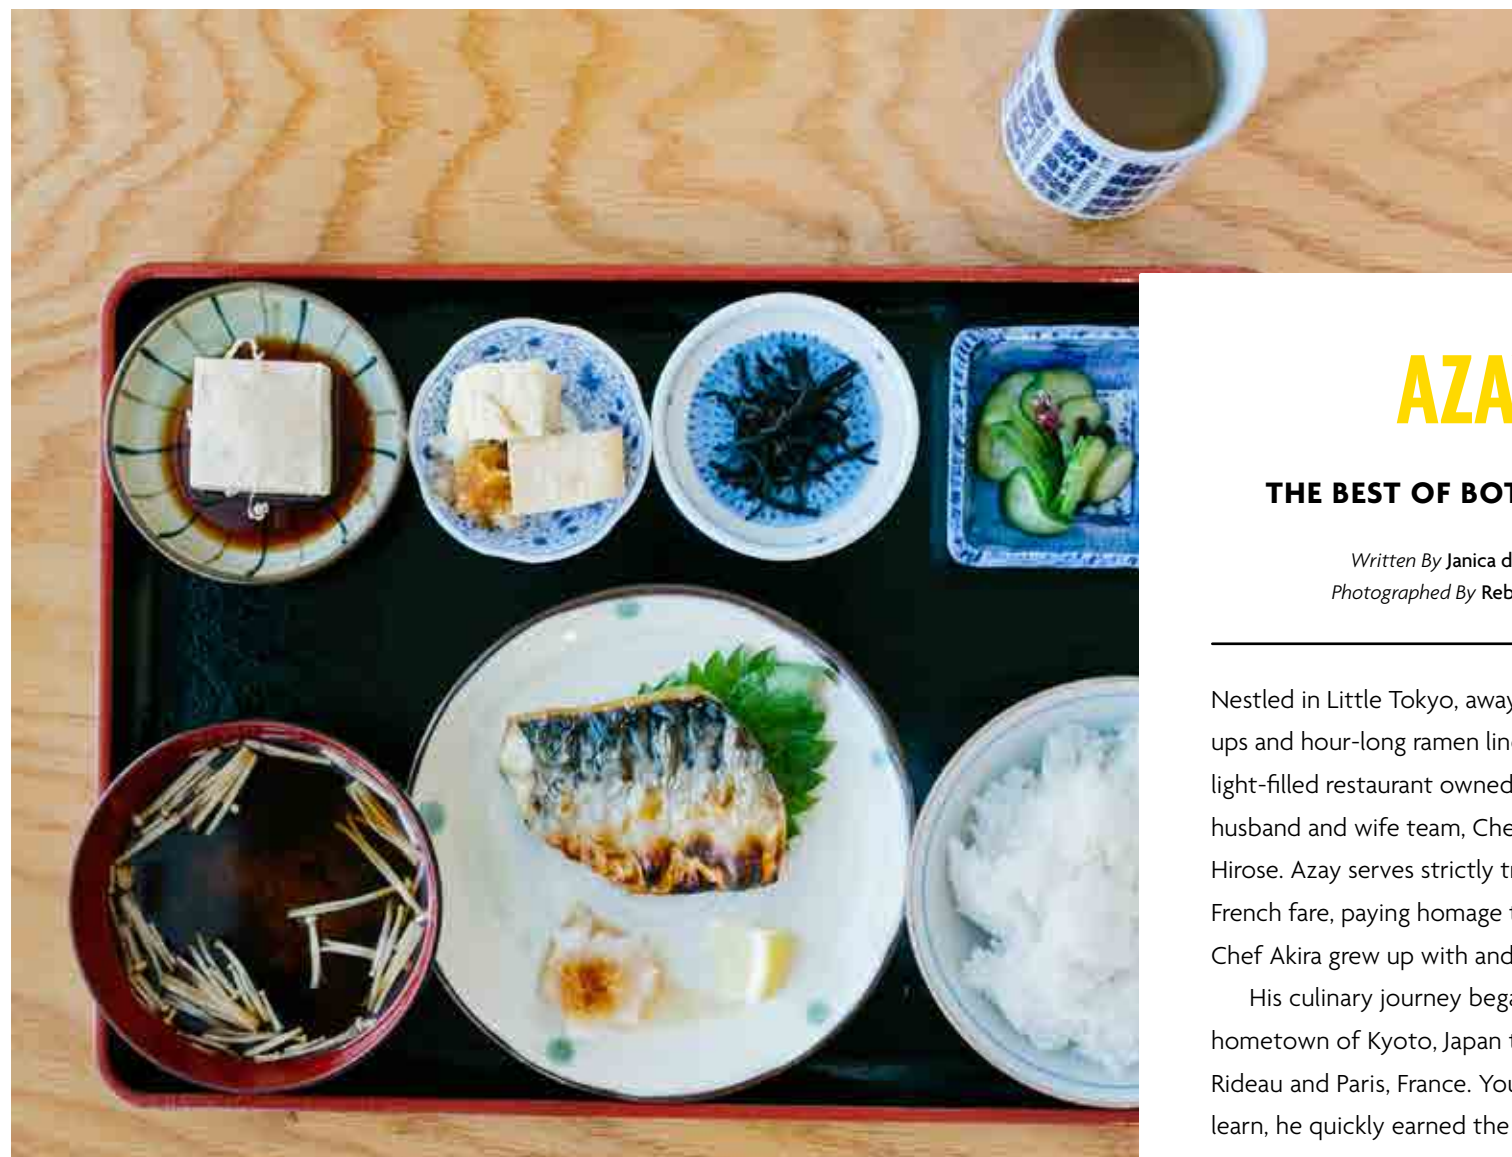 AZA
THE BEST OF BOT
Written By Janica d
Photographed By Reb
Nestled in Little Tokyo, away
ups and hour-long ramen lin
light-filled restaurant owned
husband and wife team, Che
Hirose. Azay serves strictly tr
French fare, paying homage t
Chef Akira grew up with and
His culinary journey bega
hometown of Kyoto, Japan t
Rideau and Paris, France. You
learn, he quickly earned the